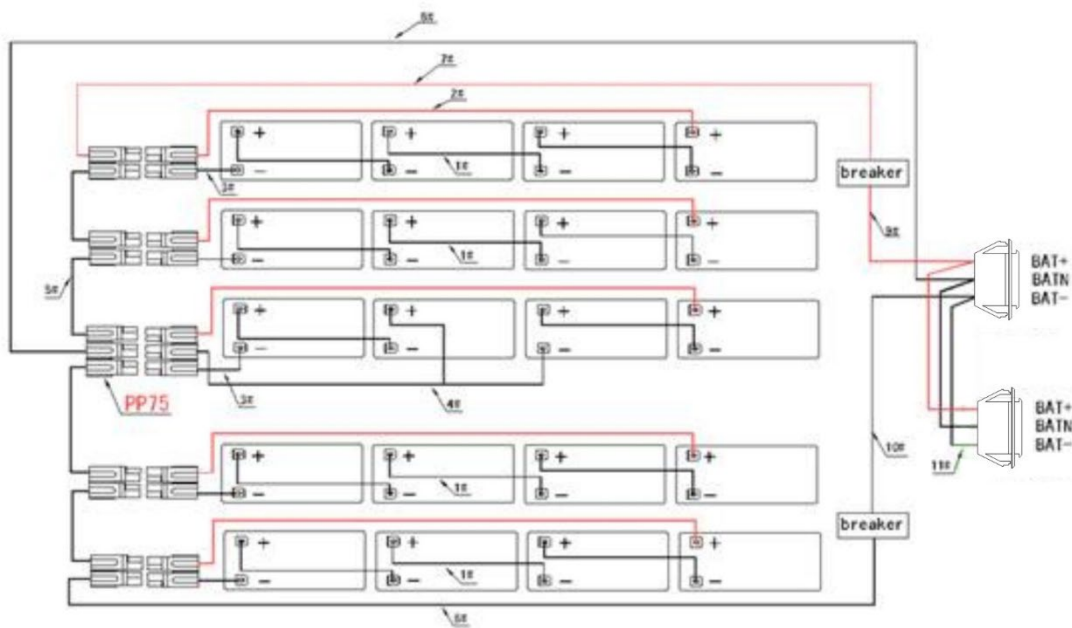 6#
7#
2#
+ + + +
breaker
- - - -
1#
3#
9#
+ + + +
- - - -
1#
BAT+
BATN
BAT-
5#
+ + + +
- - - -
3#
4#
PP75
BAT+
BATN
BAT-
+ + + +
10#
11#
- - - -
1#
breaker
+ + + +
- - - -
1#